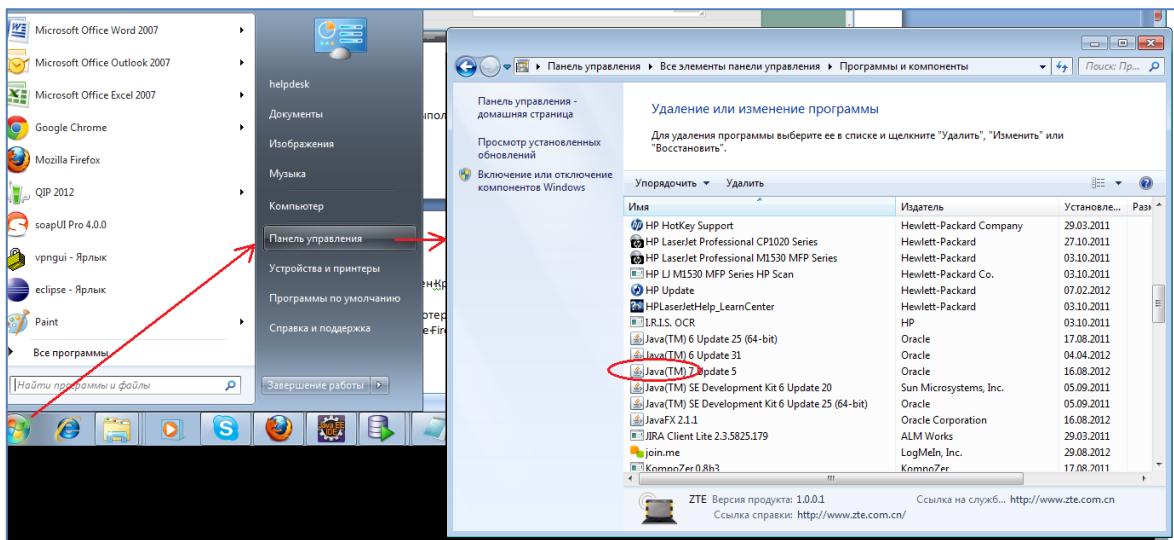 Microsoft Office Word 2007
Microsoft Office Outlook 2007
Microsoft Office Excel 2007
Google Chrome
Mozilla Firefox
QIP 2012
soapUI Pro 4.0.0
vpngui - Ярлык
eclipse - Ярлык
Paint
Все программы
Найти программы и файлы
helpdesk
Документы
Изображения
Музыка
Компьютер
Панель управления
Устройства и принтеры
Программы по умолчанию
Справка и поддержка
Завершение работы
Панель управления Все элементы панели управления Программы и компоненты
Поиск: Пр...
Панель управления -
домашняя страница
Просмотр установленных
обновлений
Включение или отключение
компонентов Windows
Удаление или изменение программы
Для удаления программы выберите ее в списке и щелкните "Удалить", "Изменить" или
"Восстановить".
Упорядочить Удалить
Имя Издатель Установле... Разм
HP HotKey Support Hewlett-Packard Company 29.03.2011
HP LaserJet Professional CP1020 Series Hewlett-Packard 27.10.2011
HP LaserJet Professional M1530 MFP Series Hewlett-Packard 03.10.2011
HP LJ M1530 MFP Series HP Scan Hewlett-Packard Co. 03.10.2011
HP Update Hewlett-Packard 07.02.2012
HPLaserJetHelp_LearnCenter Hewlett-Packard 03.10.2011
I.R.I.S. OCR HP 03.10.2011
Java(TM) 6 Update 25 (64-bit) Oracle 17.08.2011
Java(TM) 6 Update 31 Oracle 04.04.2012
Java(TM) 7 Update 5 Oracle 16.08.2012
Java(TM) SE Development Kit 6 Update 20 Sun Microsystems, Inc. 05.09.2011
Java(TM) SE Development Kit 6 Update 25 (64-bit) Oracle 05.09.2011
JavaFX 2.1.1 Oracle Corporation 16.08.2012
JIRA Client Lite 2.3.5825.179 ALM Works 29.03.2011
join.me LogMeIn, Inc. 29.08.2012
KompoZer 0.8b3 KompoZer 17.08.2011
ZTE Версия продукта: 1.0.0.1 Ссылка на служб... http://www.zte.com.cn
Ссылка справки: http://www.zte.com.cn/